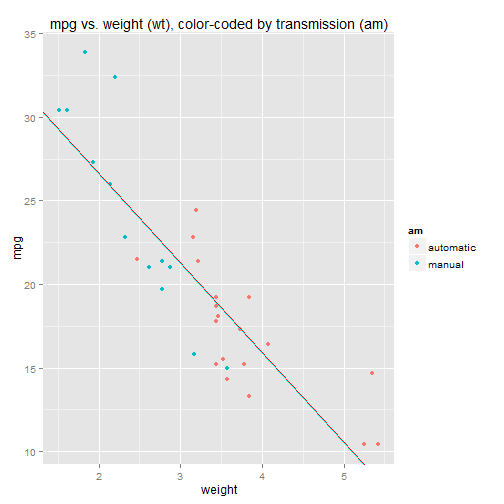 mpg vs. weight (wt), color-coded by transmission (am)
35
30
25
20
15
10
mpg
2 3 4 5
weight
am
automatic
manual